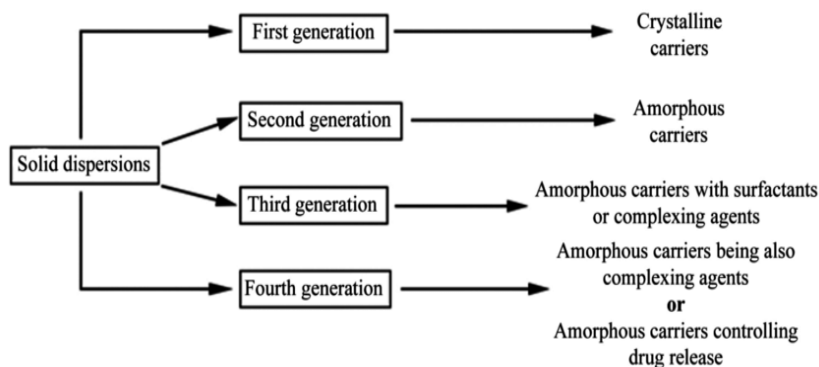 First generation
Crystalline
carriers
Second generation
Amorphous
carriers
Solid dispersions
Third generation
Amorphous carriers with surfactants
or complexing agents
Fourth generation
Amorphous carriers being also
complexing agents
or
Amorphous carriers controlling
drug release